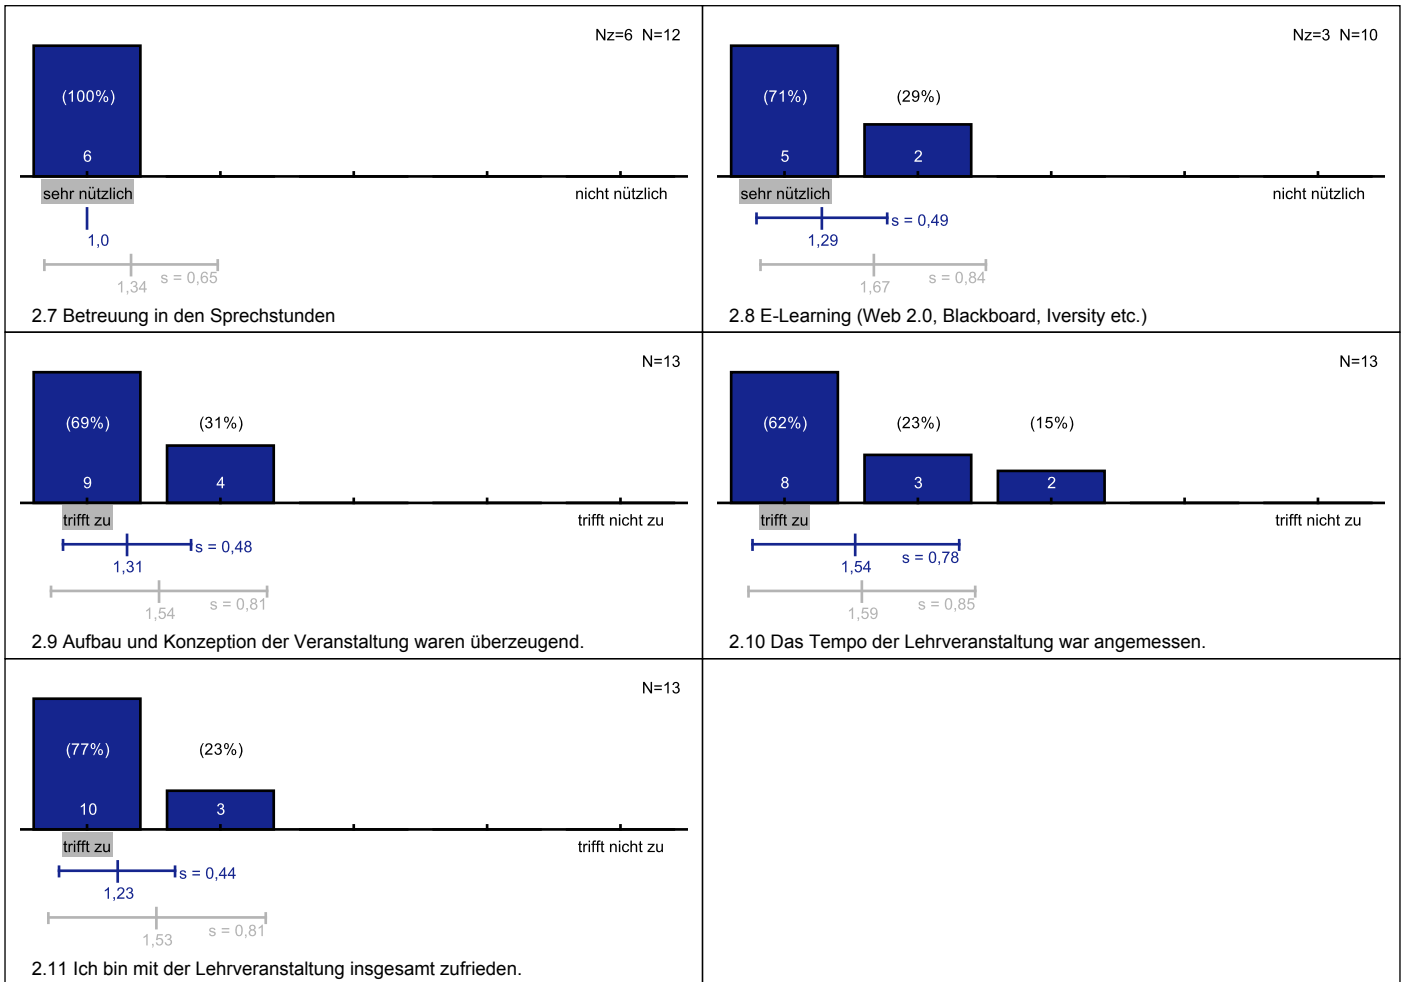 Nz=6 N=12
(100%)
6
sehr nützlich
nicht nützlich
1,0
s = 0,65
1,34
2.7 Betreuung in den Sprechstunden
Nz=3 N=10
(71%)
(29%)
5
2
sehr nützlich
nicht nützlich
s = 0,49
1,29
s = 0,84
1,67
2.8 E-Learning (Web 2.0, Blackboard, Iversity etc.)
N=13
(69%)
(31%)
9
4
trifft zu
trifft nicht zu
s = 0,48
1,31
s = 0,81
1,54
2.9 Aufbau und Konzeption der Veranstaltung waren überzeugend.
N=13
(62%)
(23%)
(15%)
8
3
2
trifft zu
trifft nicht zu
s = 0,78
1,54
s = 0,85
1,59
2.10 Das Tempo der Lehrveranstaltung war angemessen.
N=13
(77%)
(23%)
10
3
trifft zu
trifft nicht zu
s = 0,44
1,23
s = 0,81
1,53
2.11 Ich bin mit der Lehrveranstaltung insgesamt zufrieden.